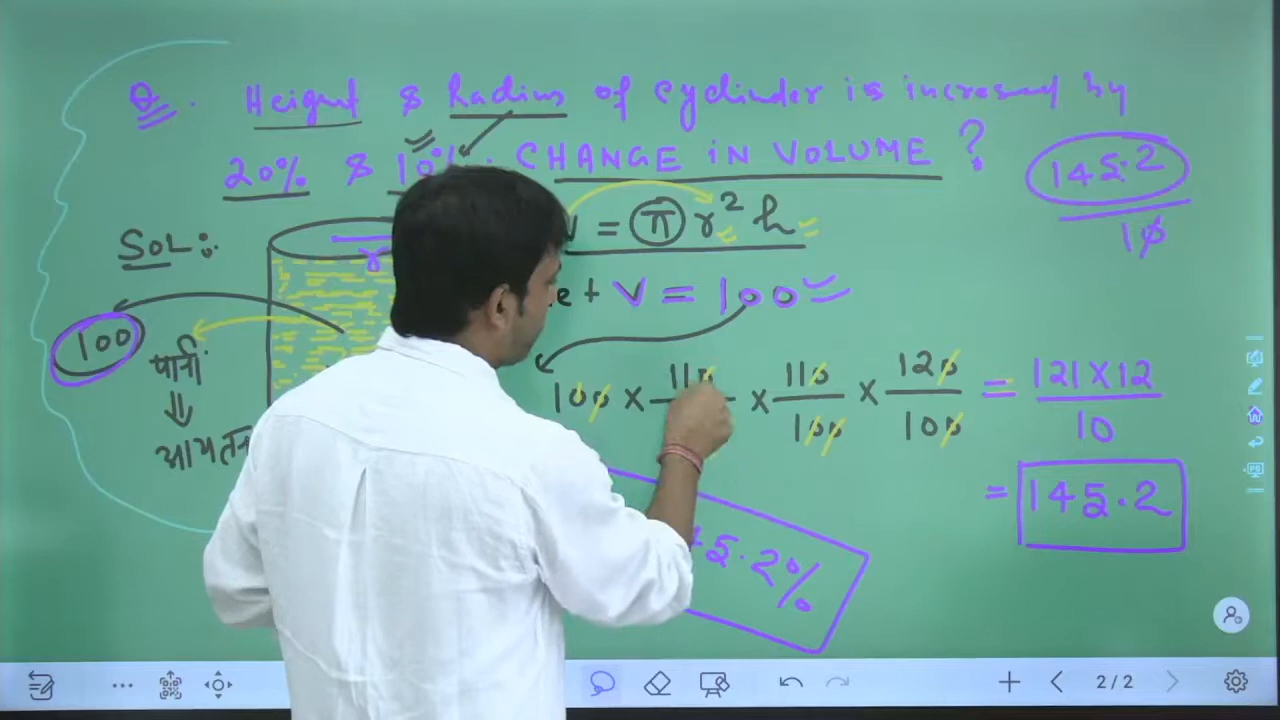 Q. Height & Radius of cylinder is increased by
20% & 10%. CHANGE iN VOLUME ?
145.2
10
SoL :
V = π r² h
r
Let V = 100
100
पानी
⇓
आयतन
100 × 110 × 110/100 × 120/100 = 121 × 12/10
= 145.2
45.2%
2/2